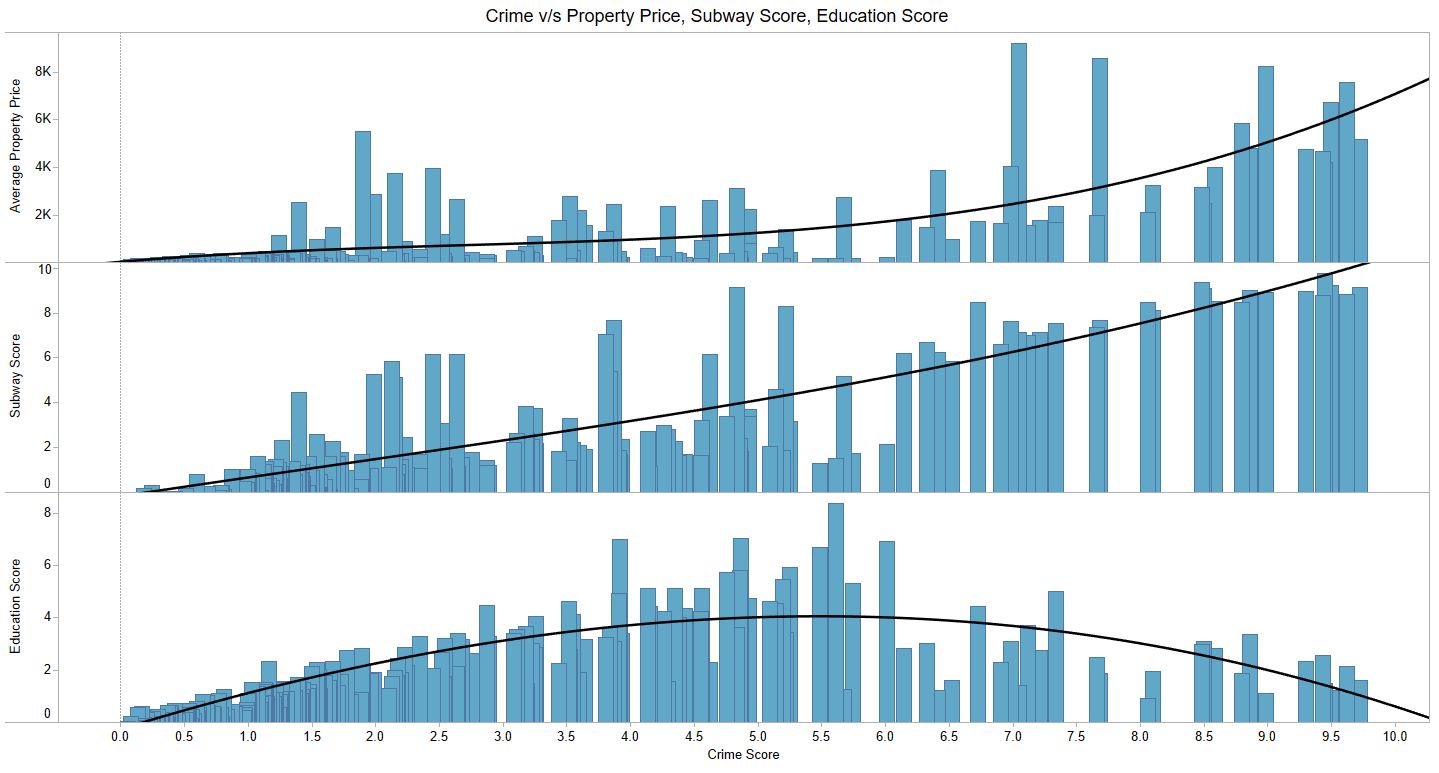 Crime v/s Property Price, Subway Score, Education Score
Average Property Price
8K
6K
4K
2K
Subway Score
10
8
6
4
2
0
Education Score
8
6
4
2
0
0.0 0.5 1.0 1.5 2.0 2.5 3.0 3.5 4.0 4.5 5.0 5.5 6.0 6.5 7.0 7.5 8.0 8.5 9.0 9.5 10.0
Crime Score